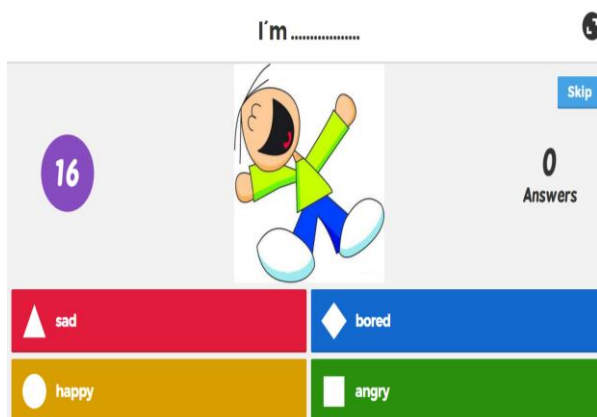 I´m ..................
Skip
16
0
Answers
sad
bored
happy
angry